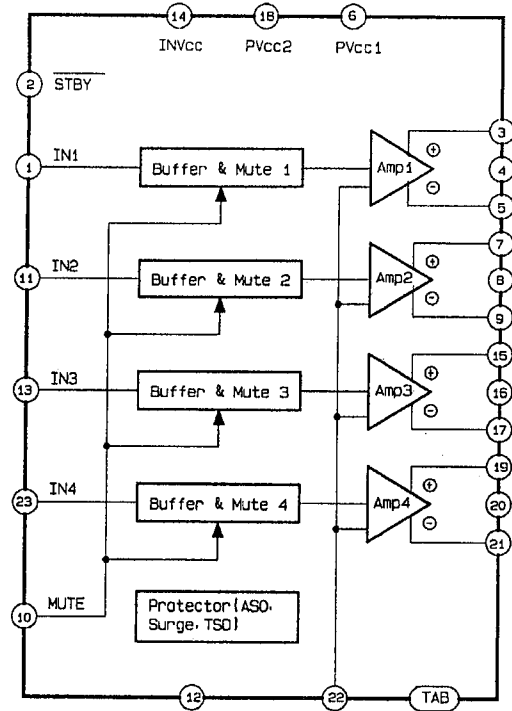 14 18 6
INVcc PVcc2 PVcc1
2 STBY
3
1 IN1 Buffer & Mute 1 Amp1 + − 4
5
7
11 IN2 Buffer & Mute 2 Amp2 + − 8
9
15
13 IN3 Buffer & Mute 3 Amp3 + − 16
17
19
23 IN4 Buffer & Mute 4 Amp4 + − 20
21
10 MUTE
Protector(ASO,
Surge,TSD)
12 22 TAB